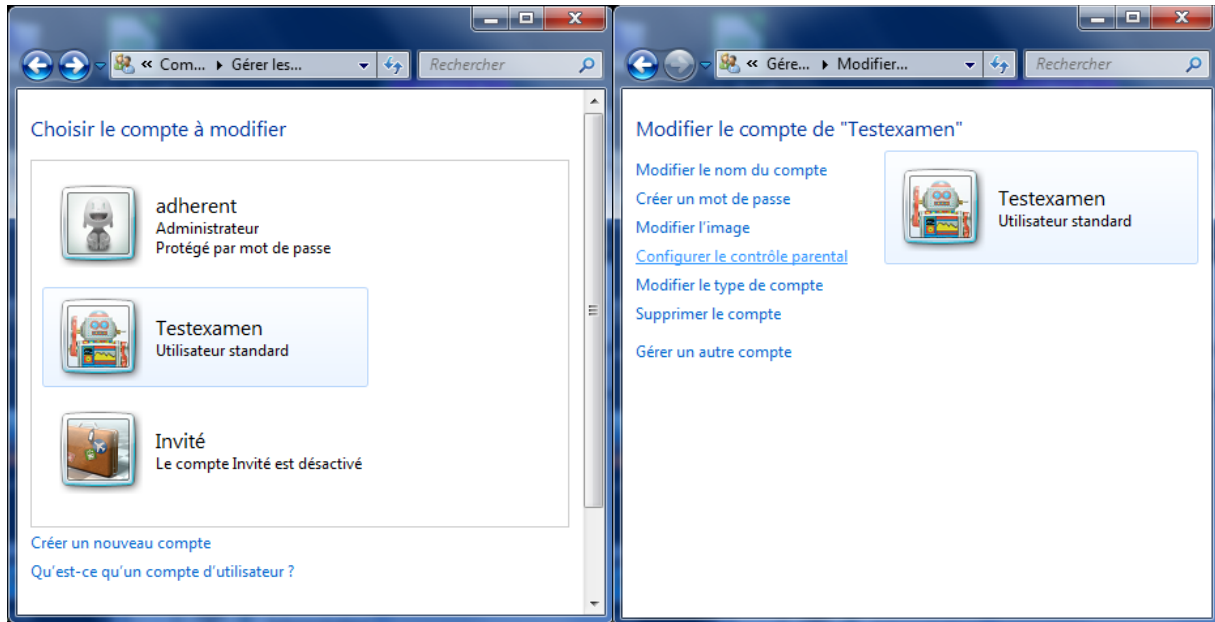 « Com... ▸ Gérer les...
Rechercher
Choisir le compte à modifier
adherent
Administrateur
Protégé par mot de passe
Testexamen
Utilisateur standard
Invité
Le compte Invité est désactivé
Créer un nouveau compte
Qu'est-ce qu'un compte d'utilisateur ?
« Gére... ▸ Modifier...
Rechercher
Modifier le compte de "Testexamen"
Modifier le nom du compte
Créer un mot de passe
Modifier l'image
Configurer le contrôle parental
Modifier le type de compte
Supprimer le compte
Gérer un autre compte
Testexamen
Utilisateur standard